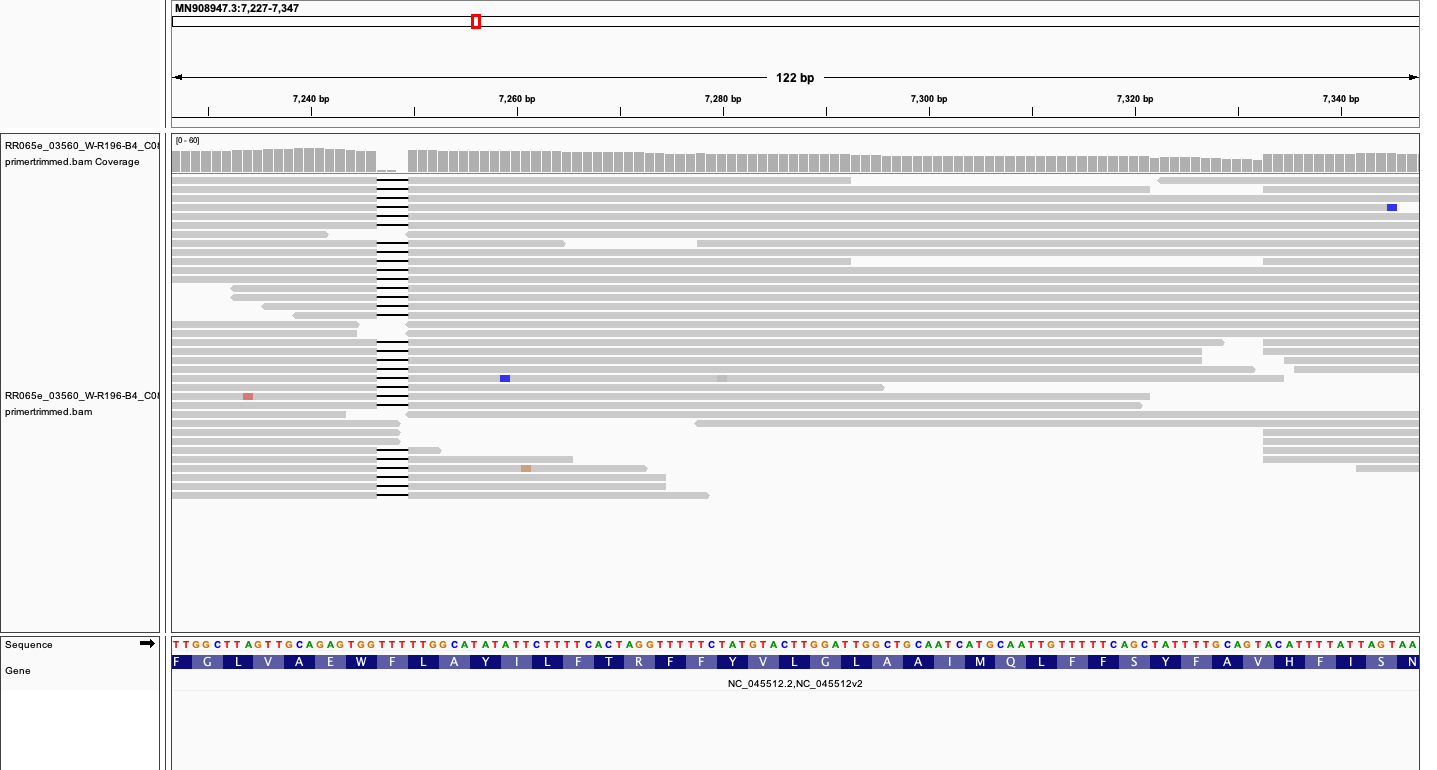 MN908947.3:7,227-7,347
122 bp
7,240 bp 7,260 bp 7,280 bp 7,300 bp 7,320 bp 7,340 bp
RR065e_03560_W-R196-B4_C0
primertrimmed.bam Coverage
[0 - 60]
RR065e_03560_W-R196-B4_C0
primertrimmed.bam
Sequence
TTGGCTTAGTTGCAGAGTGGTTTTTGGCATATATTCTTTTCACTAGGTTTTTCTATGTACTTGGATTGGCTGCAATCATGCAATTGTTTTTCAGCTATTTTGCAGTACATTTTATTAGTAA
Gene
F G L V A E W F L A Y I L F T R F F Y V L G L A A I M Q L F F S Y F A V H F I S N
NC_045512.2,NC_045512v2